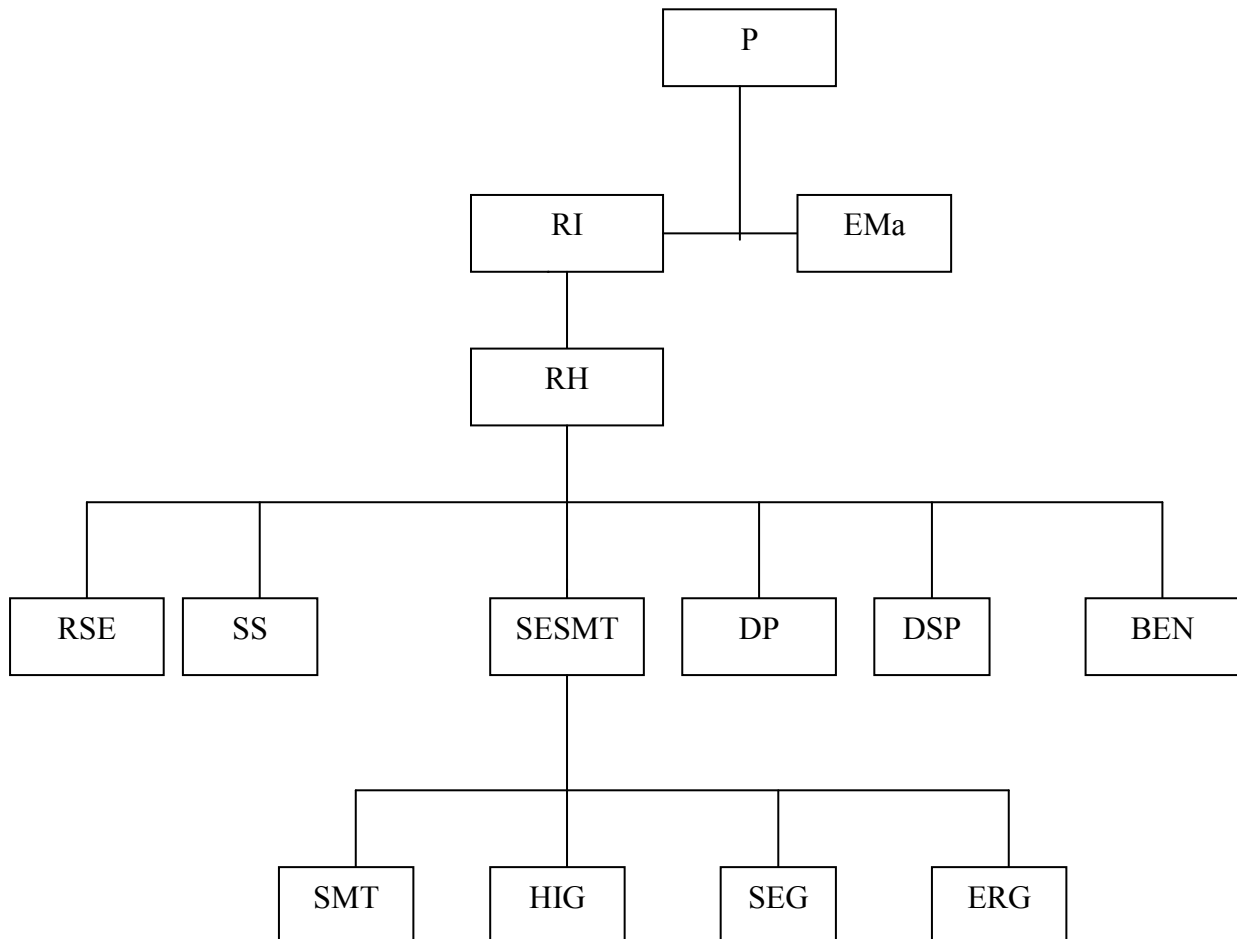 P
RI
EMa
RH
RSE
SS
SESMT
DP
DSP
BEN
SMT
HIG
SEG
ERG